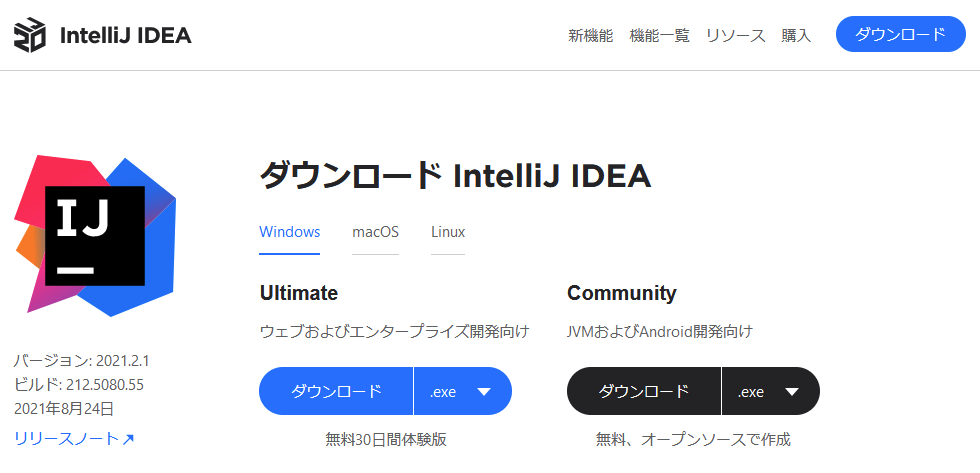 IntelliJ IDEA
新機能 機能一覧 リソース 購入 ダウンロード
IJ
ダウンロード IntelliJ IDEA
Windows macOS Linux
Ultimate
ウェブおよびエンタープライズ開発向け
ダウンロード .exe
無料30日間体験版
Community
JVMおよびAndroid開発向け
ダウンロード .exe
無料、オープンソースで作成
バージョン: 2021.2.1
ビルド: 212.5080.55
2021年8月24日
リリースノート↗